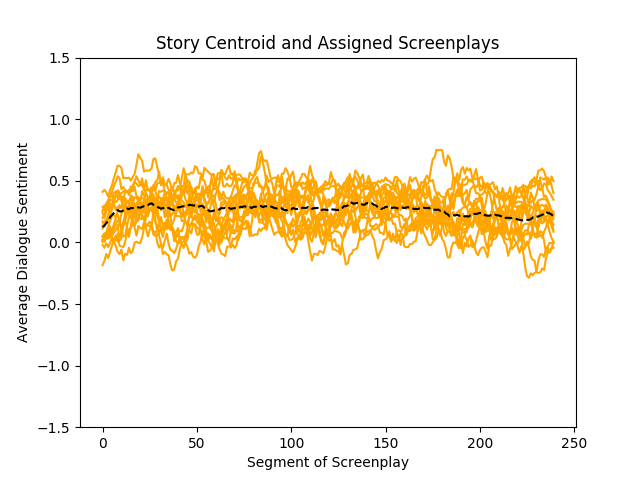 Story Centroid and Assigned Screenplays
1.5
1.0
0.5
0.0
−0.5
−1.0
−1.5
Average Dialogue Sentiment
0 50 100 150 200 250
Segment of Screenplay